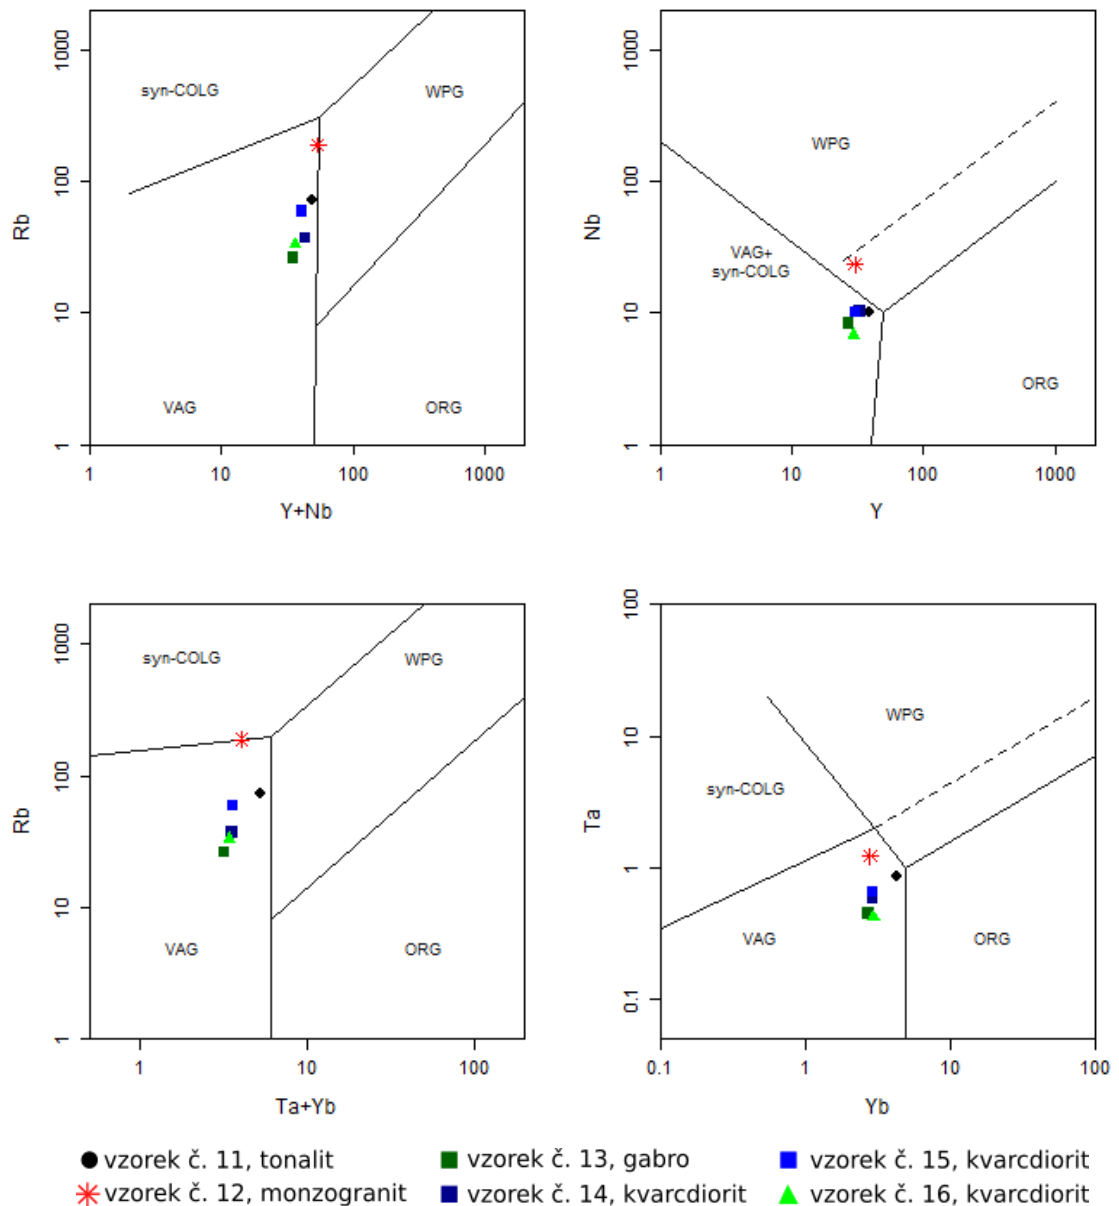 1000
100
10
1
Rb
syn-COLG
WPG
VAG
ORG
1 10 100 1000
Y+Nb
1000
100
10
1
Nb
WPG
VAG+
syn-COLG
ORG
1 10 100 1000
Y
1000
100
10
1
Rb
syn-COLG
WPG
VAG
ORG
1 10 100
Ta+Yb
100
10
1
0.1
Ta
WPG
syn-COLG
VAG
ORG
0.1 1 10 100
Yb
vzorek č. 11, tonalit vzorek č. 13, gabro vzorek č. 15, kvarcdiorit
vzorek č. 12, monzogranit vzorek č. 14, kvarcdiorit vzorek č. 16, kvarcdiorit